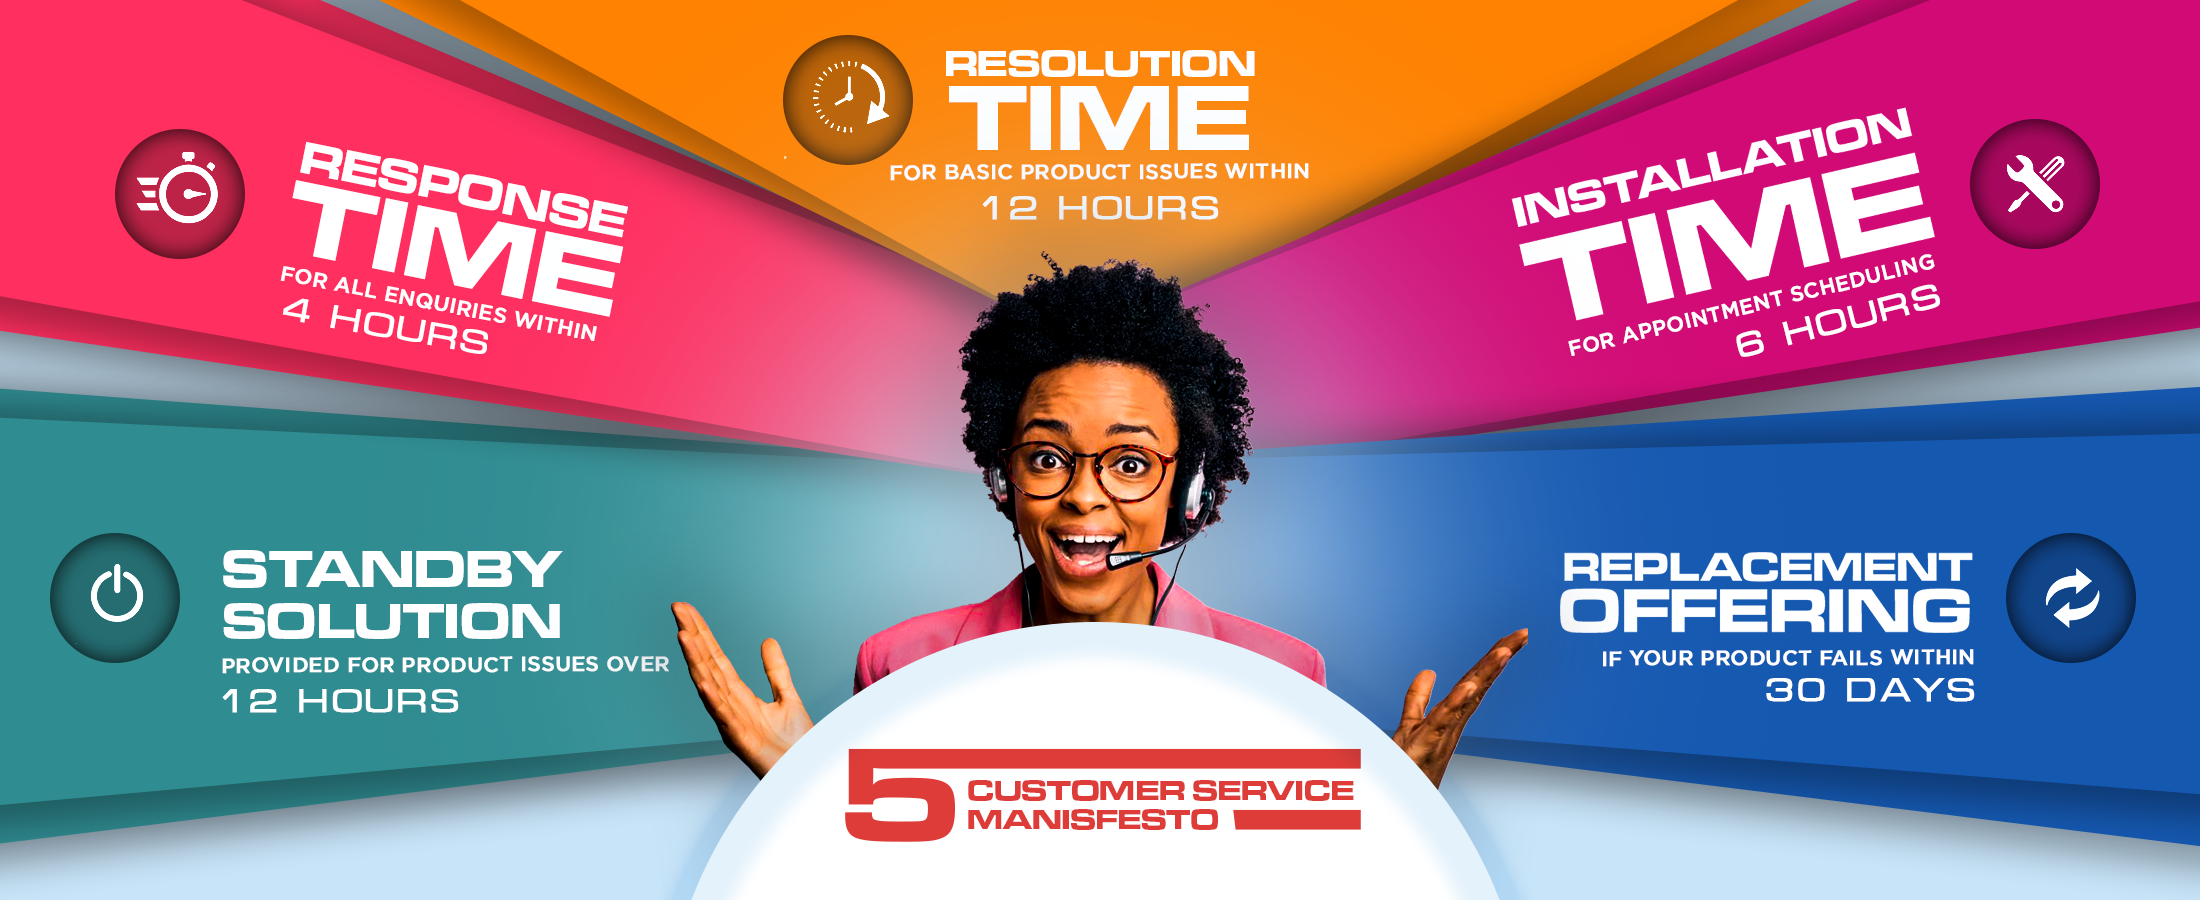 RESPONSE
TIME
FOR ALL ENQUIRIES WITHIN
4 HOURS
RESOLUTION
TIME
FOR BASIC PRODUCT ISSUES WITHIN
12 HOURS
INSTALLATION
TIME
FOR APPOINTMENT SCHEDULING
6 HOURS
STANDBY
SOLUTION
PROVIDED FOR PRODUCT ISSUES OVER
12 HOURS
REPLACEMENT
OFFERING
IF YOUR PRODUCT FAILS WITHIN
30 DAYS
5 CUSTOMER SERVICE
MANISFESTO